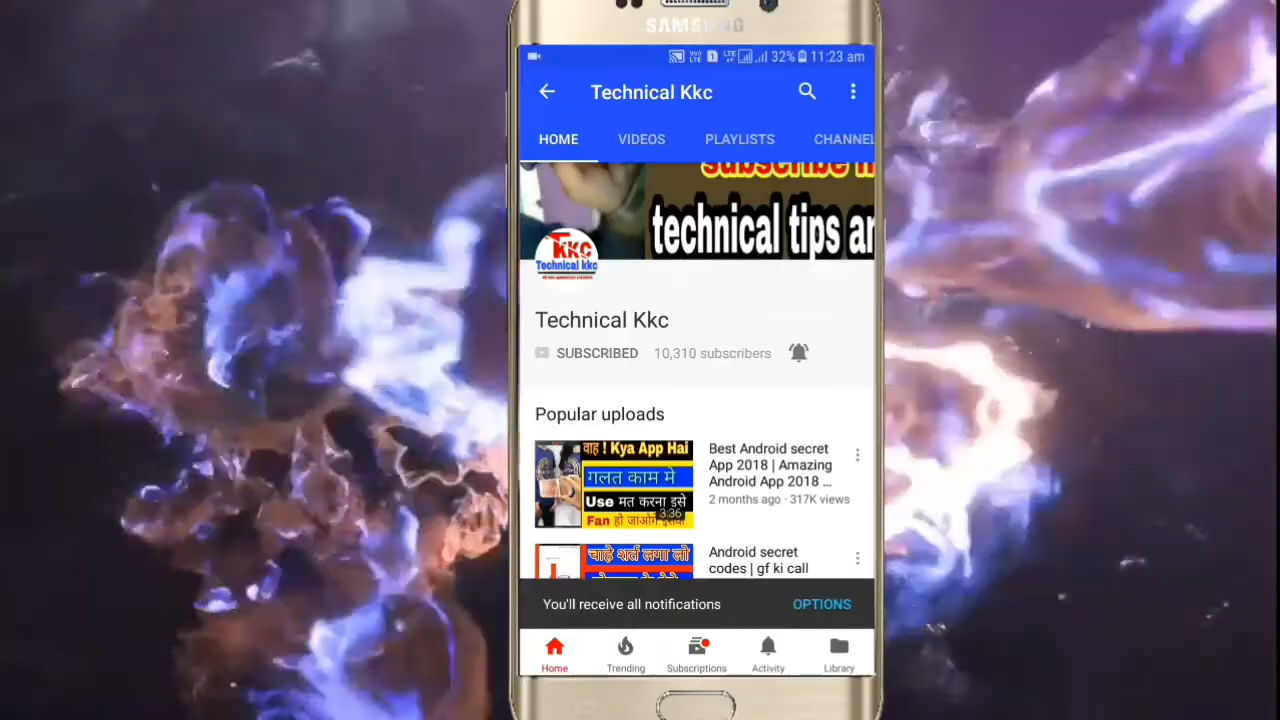 SAMSUNG
32% 11:23 am
Technical Kkc
HOME VIDEOS PLAYLISTS CHANNEL
subscribe
technical tips an
TKKC
Technical kkc
Technical Kkc
SUBSCRIBED 10,310 subscribers
Popular uploads
वाह ! Kya App Hai
गलत काम मे
Use मत करना इसे
Fan हो जाओगे इसके
3:36
Best Android secret
App 2018 | Amazing
Android App 2018 ...
2 months ago · 317K views
चाहे शर्त लगा लो
Android secret
codes | gf ki call
You'll receive all notifications OPTIONS
Home Trending Subscriptions Activity Library